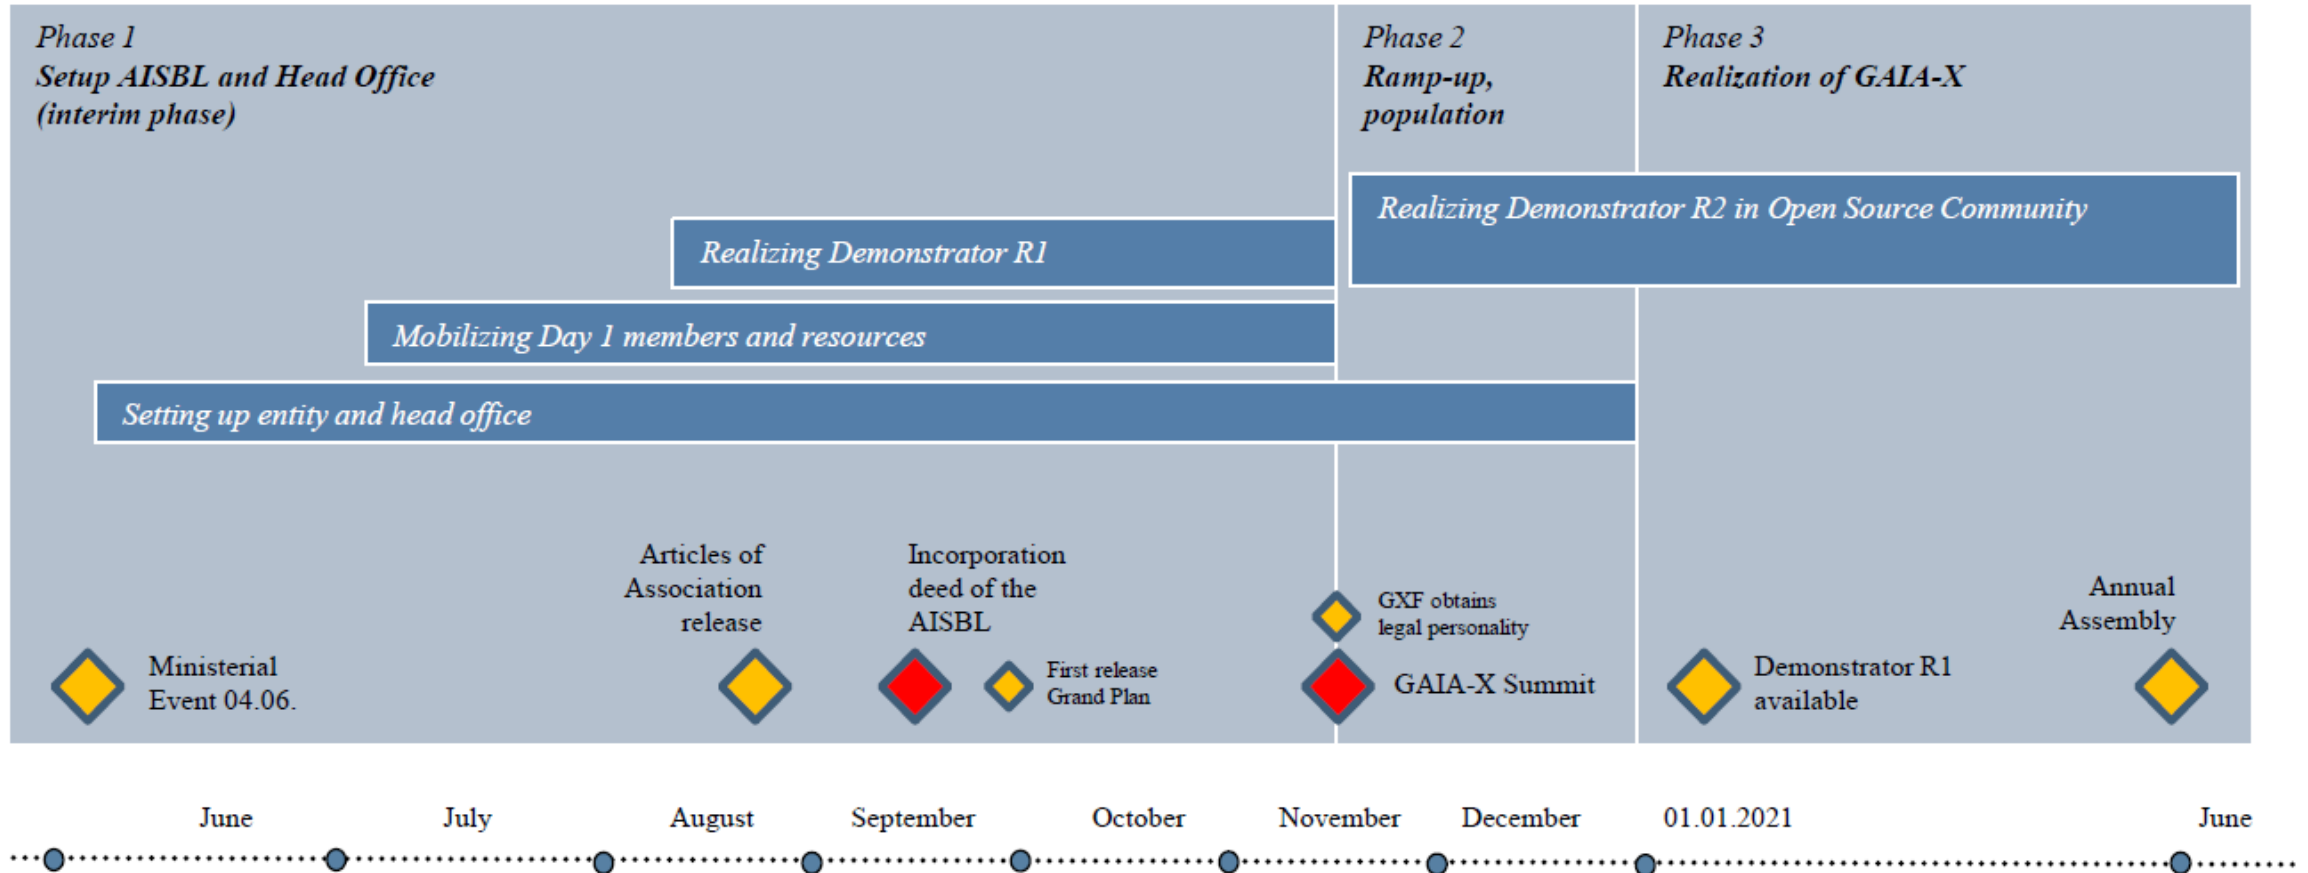 Phase 1
Setup AISBL and Head Office
(interim phase)
Phase 2
Ramp-up,
population
Phase 3
Realization of GAIA-X
Realizing Demonstrator R2 in Open Source Community
Realizing Demonstrator R1
Mobilizing Day 1 members and resources
Setting up entity and head office
Ministerial
Event 04.06.
Articles of
Association
release
Incorporation
deed of the
AISBL
First release
Grand Plan
GXF obtains
legal personality
GAIA-X Summit
Demonstrator R1
available
Annual
Assembly
June
July
August
September
October
November
December
01.01.2021
June